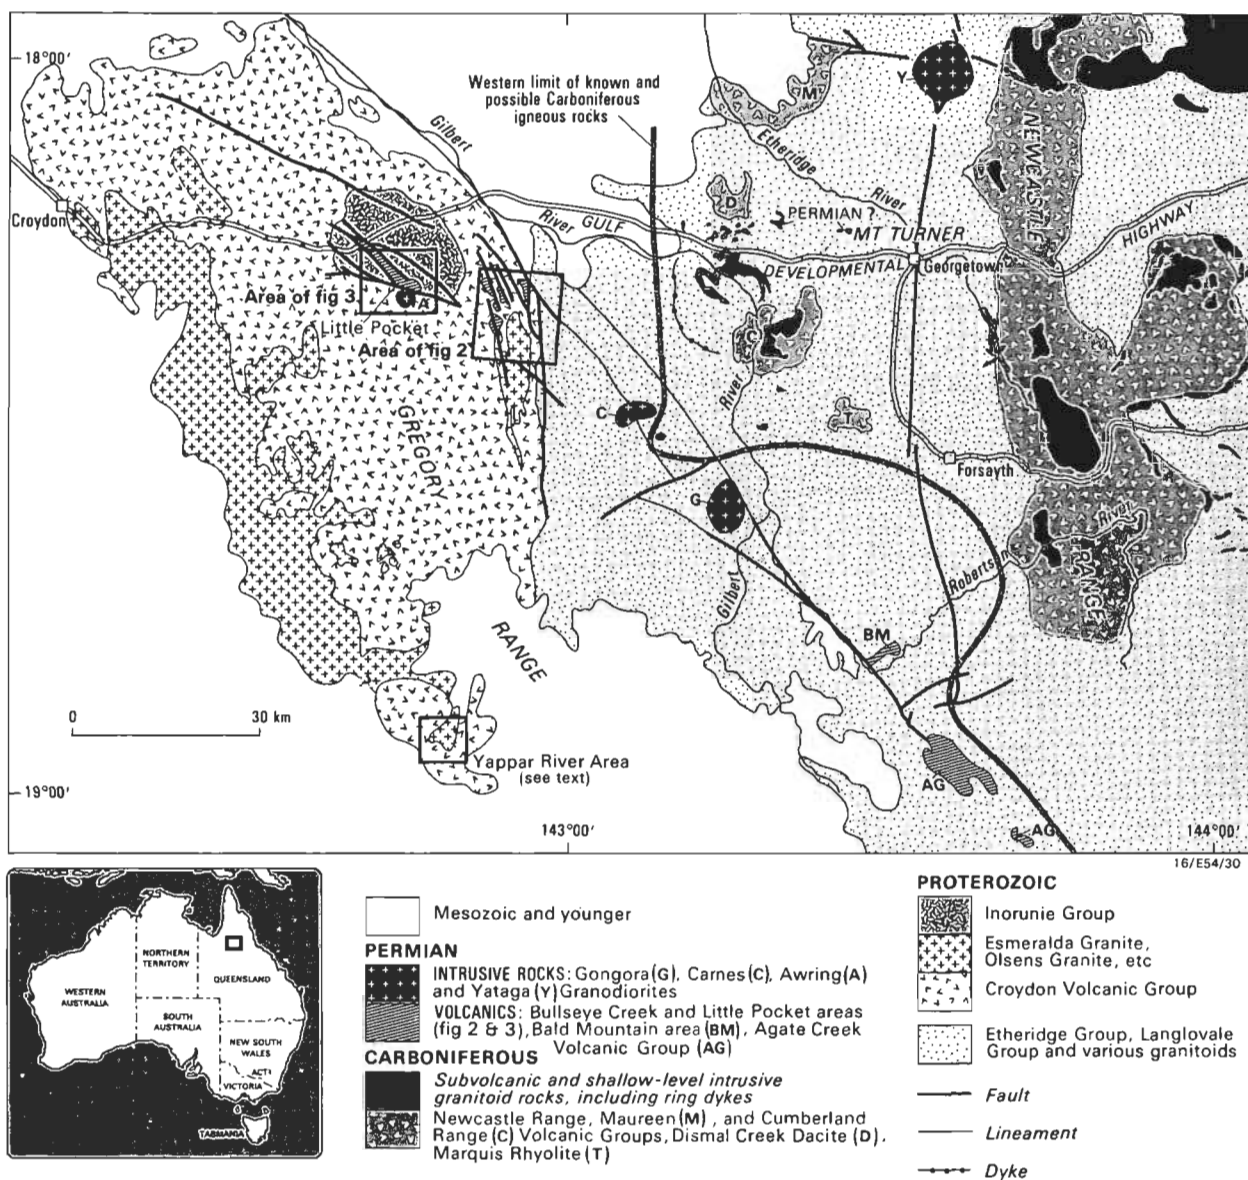 18°00'
Western limit of known and
possible Carboniferous
igneous rocks
Y
M
NEWCASTLE
Gilbert
Etheridge
River
Croydon
D
PERMIAN ?
MT TURNER
River
GULF
DEVELOPMENTAL
Georgetown
HIGHWAY
Area of fig 3
A
Little Pocket
Area of fig 2
C
River
C
T
GREGORY
Forsayth
G
River
RANGE
Gilbert
Robertson
RANGE
BM
0 30 km
Yappar River Area
(see text)
AG
19°00'
143°00'
AG
144°00'
16/E54/30
WESTERN
AUSTRALIA
NORTHERN
TERRITORY
QUEENSLAND
SOUTH
AUSTRALIA
NEW SOUTH
WALES
ACT
VICTORIA
TASMANIA
Mesozoic and younger
PERMIAN
INTRUSIVE ROCKS: Gongora (G), Carnes (C), Awring (A)
and Yataga (Y) Granodiorites
VOLCANICS: Bullseye Creek and Little Pocket areas
(fig 2 & 3), Bald Mountain area (BM), Agate Creek
Volcanic Group (AG)
CARBONIFEROUS
Subvolcanic and shallow-level intrusive
granitoid rocks, including ring dykes
Newcastle Range, Maureen (M), and Cumberland
Range (C) Volcanic Groups, Dismal Creek Dacite (D),
Marquis Rhyolite (T)
PROTEROZOIC
Inorunie Group
Esmeralda Granite,
Olsens Granite, etc
Croydon Volcanic Group
Etheridge Group, Langlovale
Group and various granitoids
Fault
Lineament
Dyke